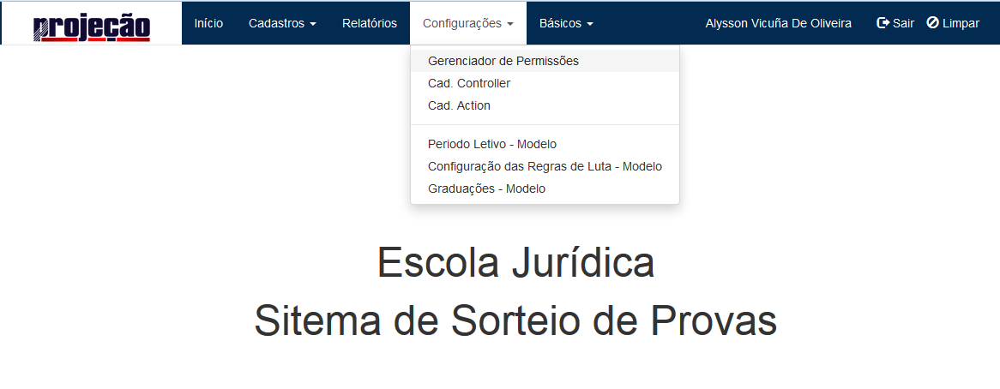 projeção Início Cadastros Relatórios Configurações Básicos Alysson Vicuña De Oliveira Sair Limpar
Gerenciador de Permissões
Cad. Controller
Cad. Action
Periodo Letivo - Modelo
Configuração das Regras de Luta - Modelo
Graduações - Modelo
Escola Jurídica
Sitema de Sorteio de Provas